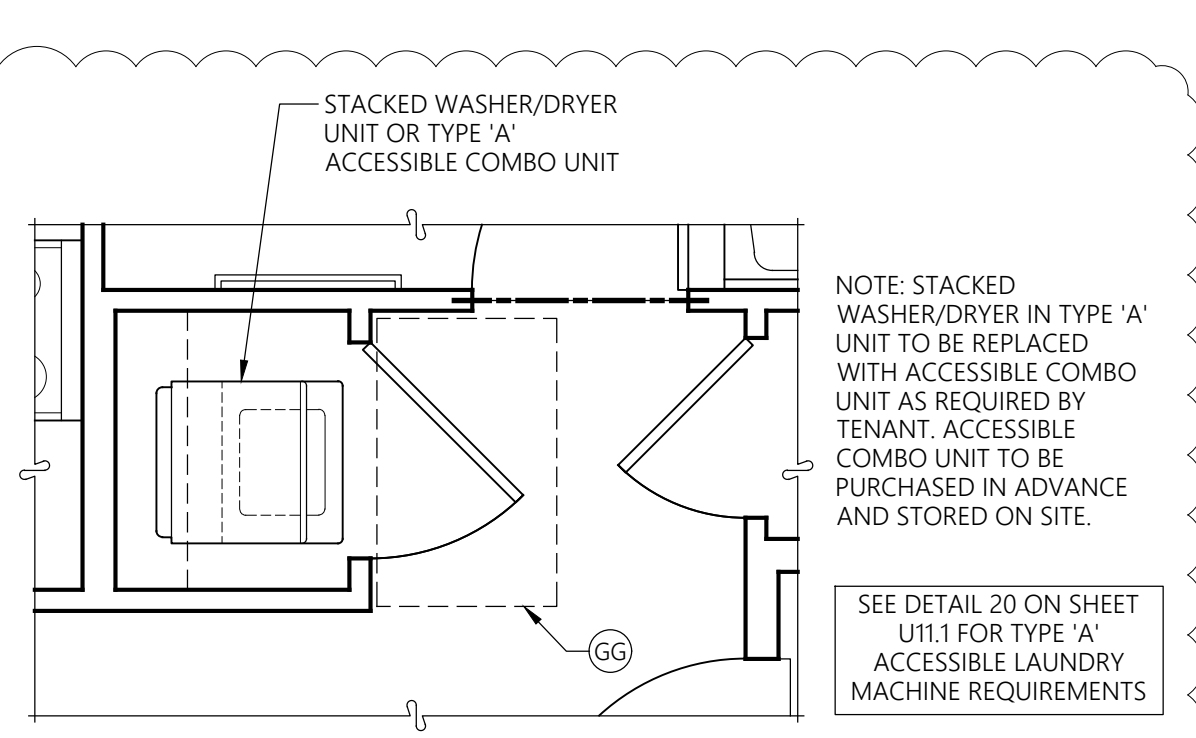 STACKED WASHER/DRYER
UNIT OR TYPE 'A'
ACCESSIBLE COMBO UNIT
NOTE: STACKED
WASHER/DRYER IN TYPE 'A'
UNIT TO BE REPLACED
WITH ACCESSIBLE COMBO
UNIT AS REQUIRED BY
TENANT. ACCESSIBLE
COMBO UNIT TO BE
PURCHASED IN ADVANCE
AND STORED ON SITE.
SEE DETAIL 20 ON SHEET
U11.1 FOR TYPE 'A'
ACCESSIBLE LAUNDRY
MACHINE REQUIREMENTS
GG